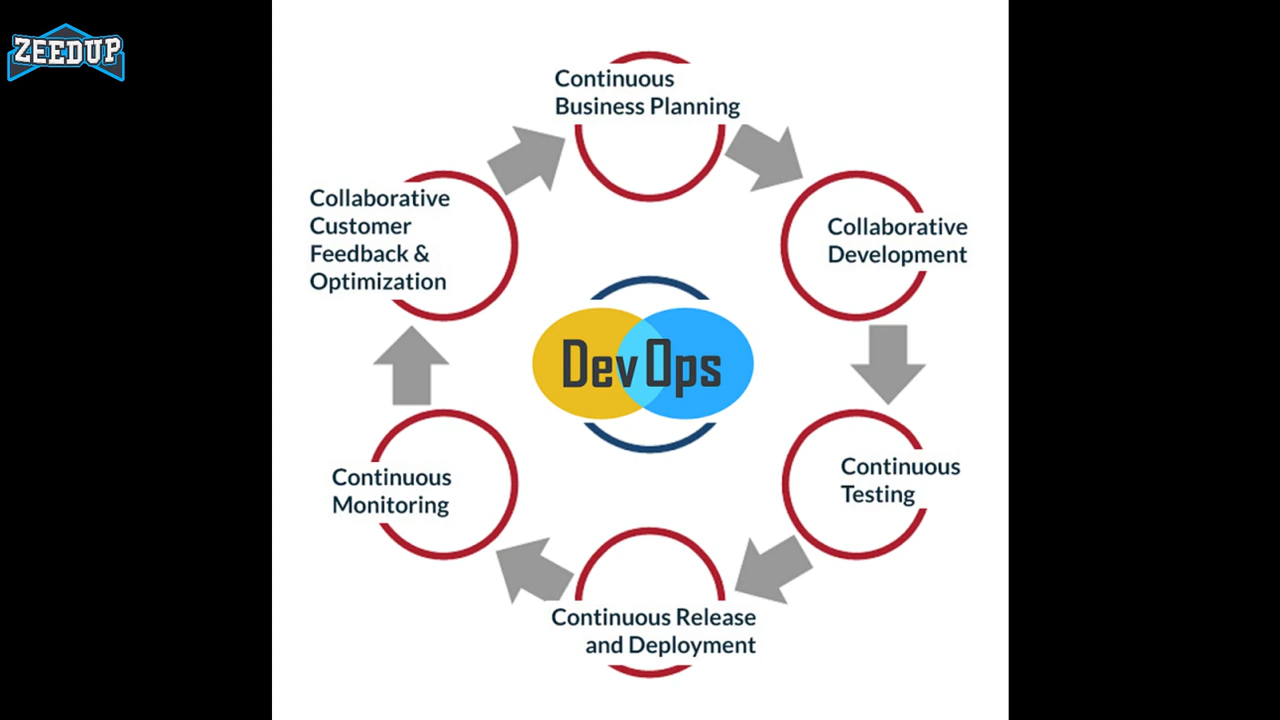 ZEEDUP
Continuous
Business Planning
Collaborative
Customer
Feedback &
Optimization
Collaborative
Development
DevOps
Continuous
Monitoring
Continuous
Testing
Continuous Release
and Deployment